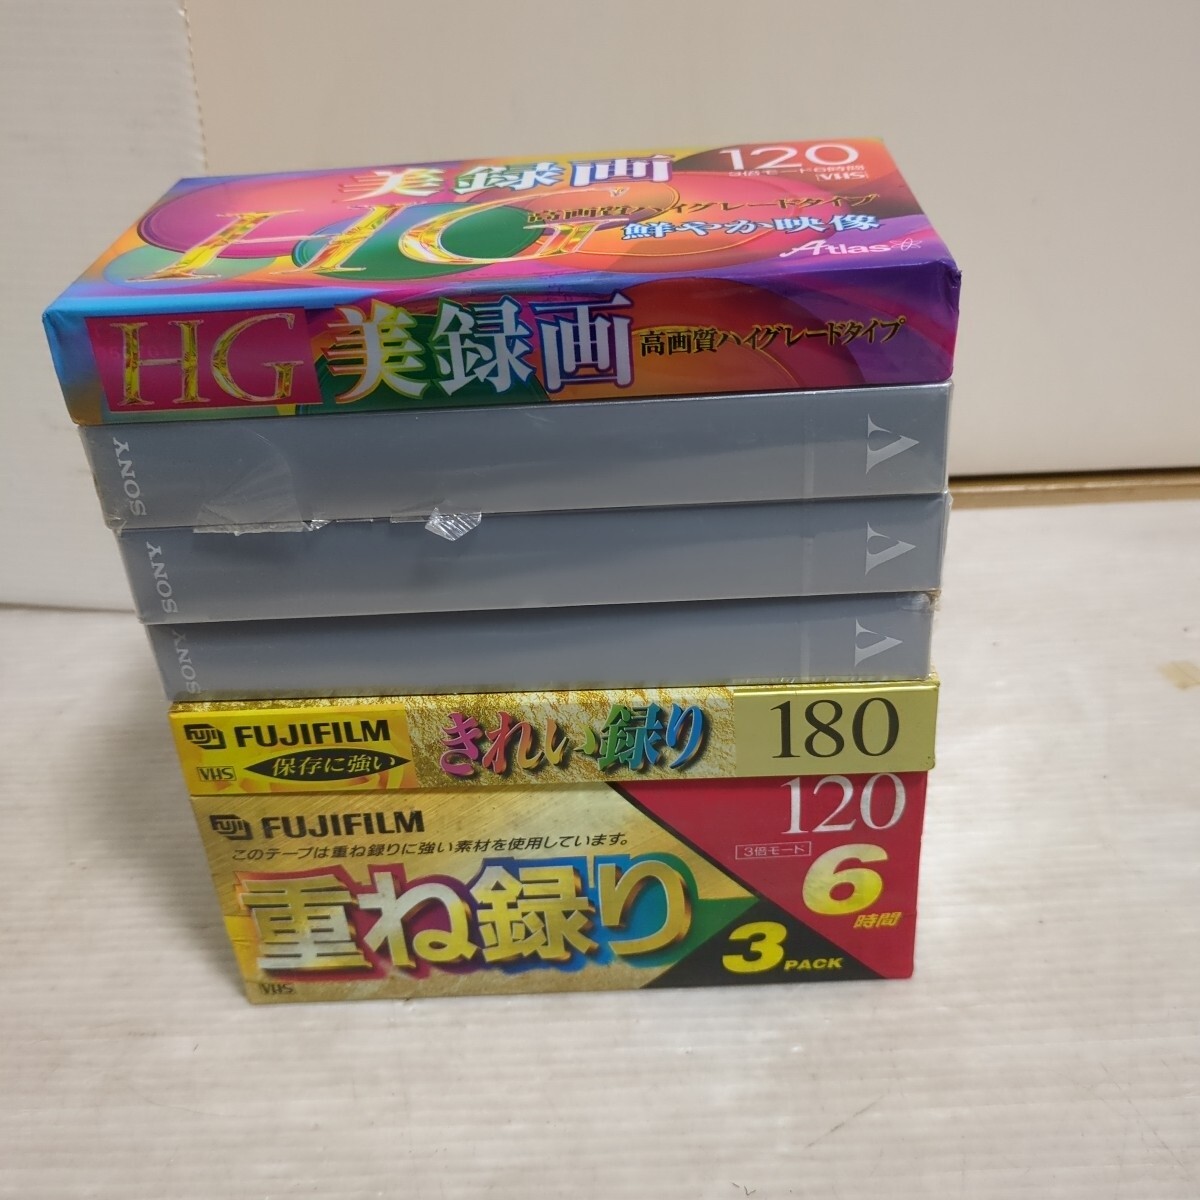 美録画
120
3倍モード6時間
VHS
HG
高画質ハイグレードタイプ
鮮やか映像
Atlas
HG 美録画 高画質ハイグレードタイプ
SONY V
SONY V
SONY V
FUJI FUJIFILM きれい録り 180
VHS 保存に強い
FUJI FUJIFILM 120
このテープは重ね録りに強い素材を使用しています。
3倍モード
重ね録り
6時間
3 PACK
VHS